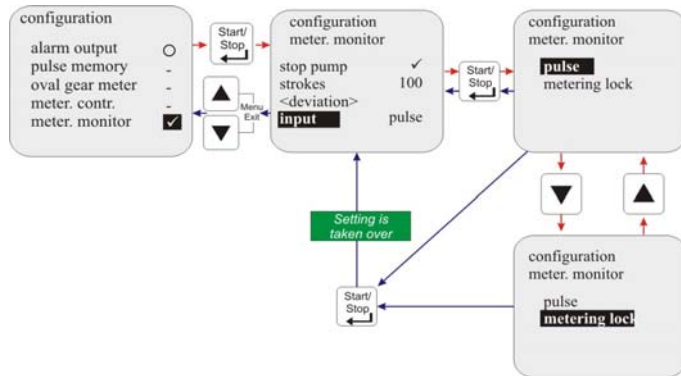 configuration
alarm output
pulse memory -
oval gear meter -
meter. contr. -
meter. monitor ✓
Start/
Stop
Menu
Exit
configuration
meter. monitor
stop pump ✓
strokes 100
<deviation>
input pulse
Start/
Stop
configuration
meter. monitor
pulse
metering lock
Setting is
taken over
Start/
Stop
configuration
meter. monitor
pulse
metering lock